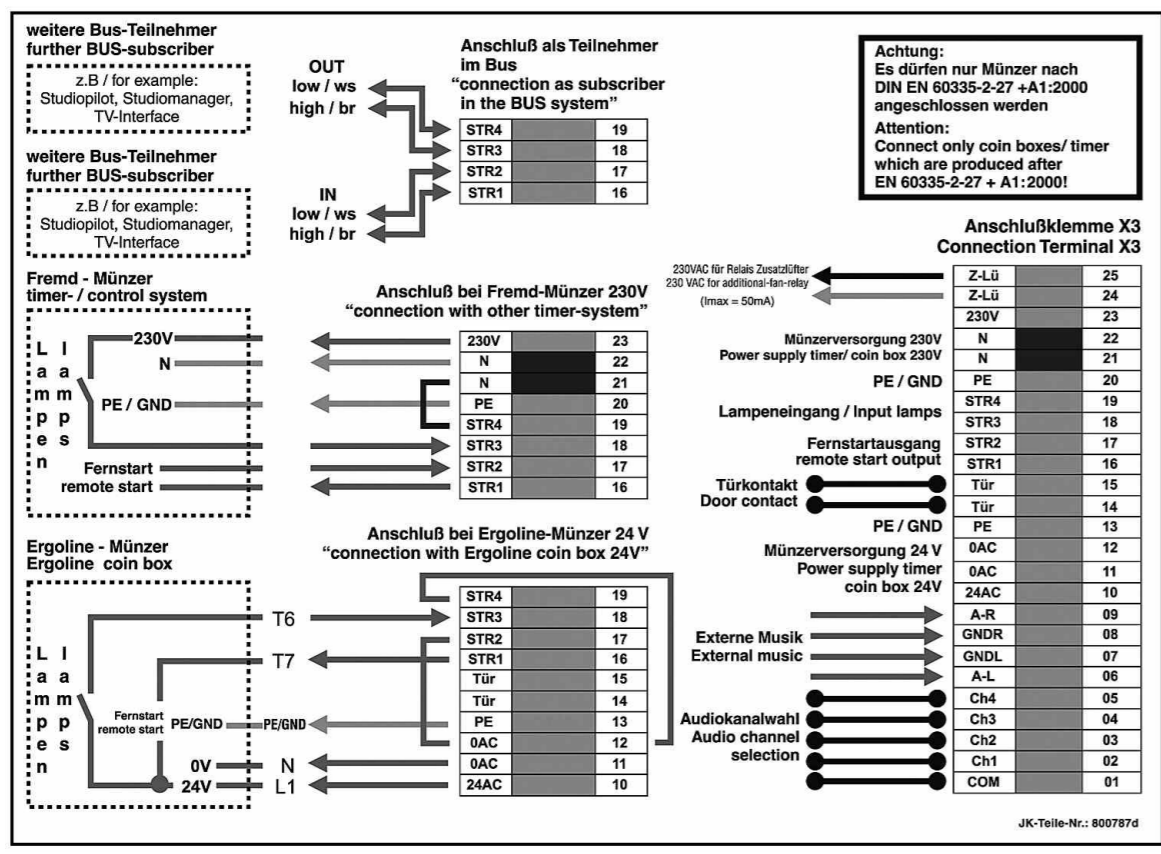 weitere Bus-Teilnehmer
further BUS-subscriber
z.B / for example:
Studiopilot, Studiomanager,
TV-Interface
weitere Bus-Teilnehmer
further BUS-subscriber
z.B / for example:
Studiopilot, Studiomanager,
TV-Interface
OUT
low / ws
high / br
IN
low / ws
high / br
Anschluß als Teilnehmer
im Bus
“connection as subscriber
in the BUS system”
STR4 19
STR3 18
STR2 17
STR1 16
Achtung:
Es dürfen nur Münzer nach
DIN EN 60335-2-27 +A1:2000
angeschlossen werden
Attention:
Connect only coin boxes/ timer
which are produced after
EN 60335-2-27 + A1:2000!
Fremd - Münzer
timer- / control system
Lampen
lamps
230V
N
PE / GND
Fernstart
remote start
Anschluß bei Fremd-Münzer 230V
“connection with other timer-system”
230V 23
N 22
N 21
PE 20
STR4 19
STR3 18
STR2 17
STR1 16
Ergoline - Münzer
Ergoline coin box
Lampen
lamps
Fernstart
remote start
PE/GND
0V
24V
T6
T7
PE/GND
N
L1
Anschluß bei Ergoline-Münzer 24 V
“connection with Ergoline coin box 24V”
STR4 19
STR3 18
STR2 17
STR1 16
Tür 15
Tür 14
PE 13
0AC 12
0AC 11
24AC 10
Anschlußklemme X3
Connection Terminal X3
230VAC für Relais Zusatzlüfter
230 VAC for additional-fan-relay
(Imax = 50mA)
Münzerversorgung 230V
Power supply timer/ coin box 230V
PE / GND
Lampeneingang / Input lamps
Fernstartausgang
remote start output
Türkontakt
Door contact
PE / GND
Münzerversorgung 24 V
Power supply timer
coin box 24V
Externe Musik
External music
Audiokanalwahl
Audio channel
selection
Z-Lü 25
Z-Lü 24
230V 23
N 22
N 21
PE 20
STR4 19
STR3 18
STR2 17
STR1 16
Tür 15
Tür 14
PE 13
0AC 12
0AC 11
24AC 10
A-R 09
GNDR 08
GNDL 07
A-L 06
Ch4 05
Ch3 04
Ch2 03
Ch1 02
COM 01
JK-Teile-Nr.: 800787d